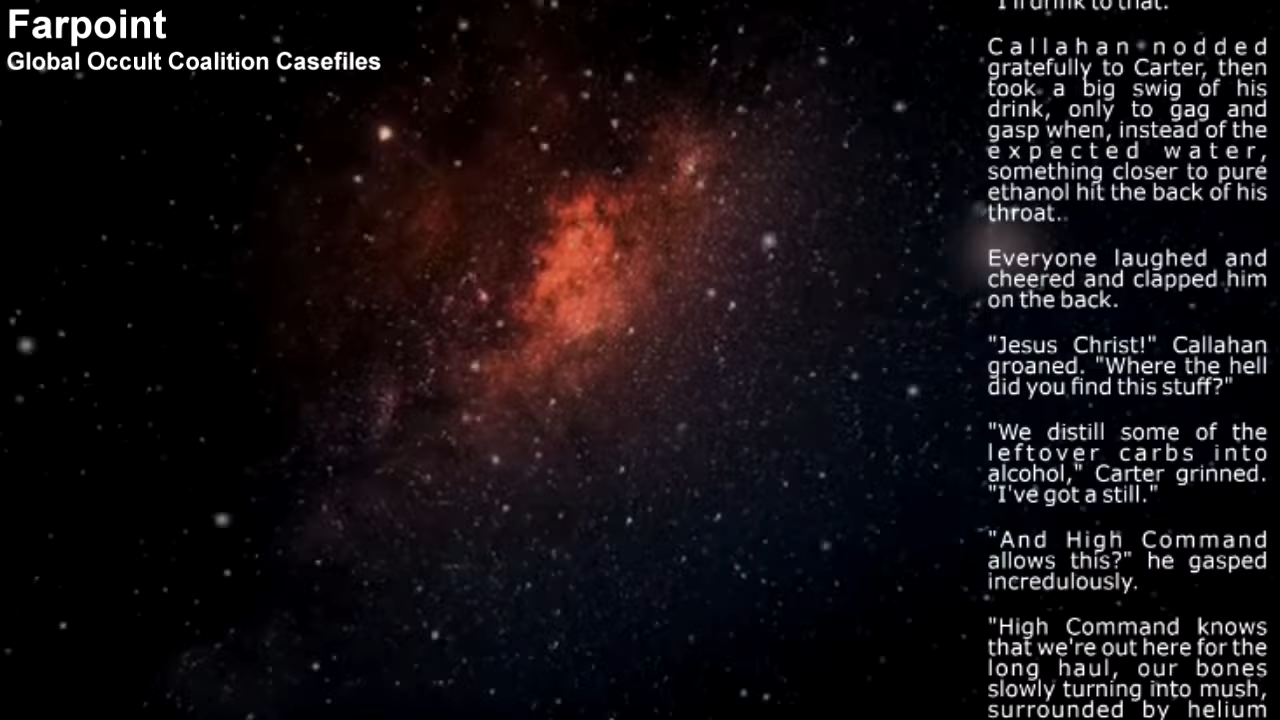 Farpoint
Global Occult Coalition Casefiles
"I'll drink to that."
Callahan nodded
gratefully to Carter, then
took a big swig of his
drink, only to gag and
gasp when, instead of the
expected water,
something closer to pure
ethanol hit the back of his
throat.
Everyone laughed and
cheered and clapped him
on the back.
"Jesus Christ!" Callahan
groaned. "Where the hell
did you find this stuff?"
"We distill some of the
leftover carbs into
alcohol," Carter grinned.
"I've got a still."
"And High Command
allows this?" he gasped
incredulously.
"High Command knows
that we're out here for the
long haul, our bones
slowly turning into mush,
surrounded by helium